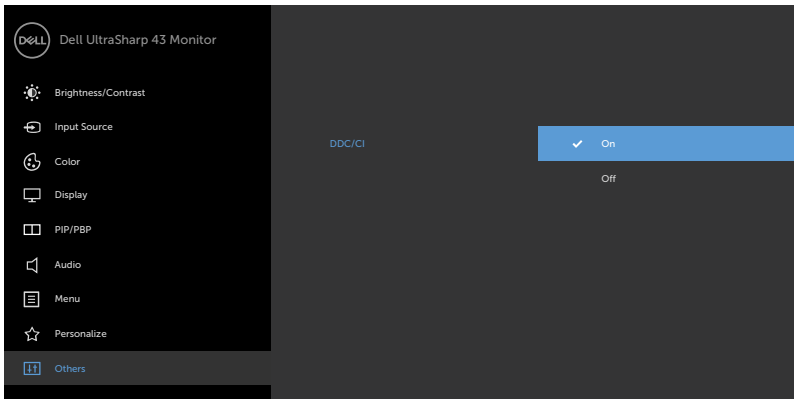 DELL
Dell UltraSharp 43 Monitor
Brightness/Contrast
Input Source
Color
Display
PIP/PBP
Audio
Menu
Personalize
Others
DDC/CI
On
Off